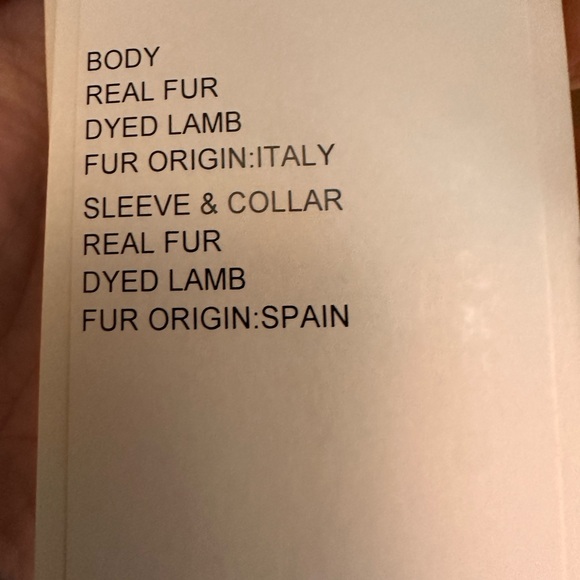 BODY
REAL FUR
DYED LAMB
FUR ORIGIN:ITALY
SLEEVE & COLLAR
REAL FUR
DYED LAMB
FUR ORIGIN:SPAIN